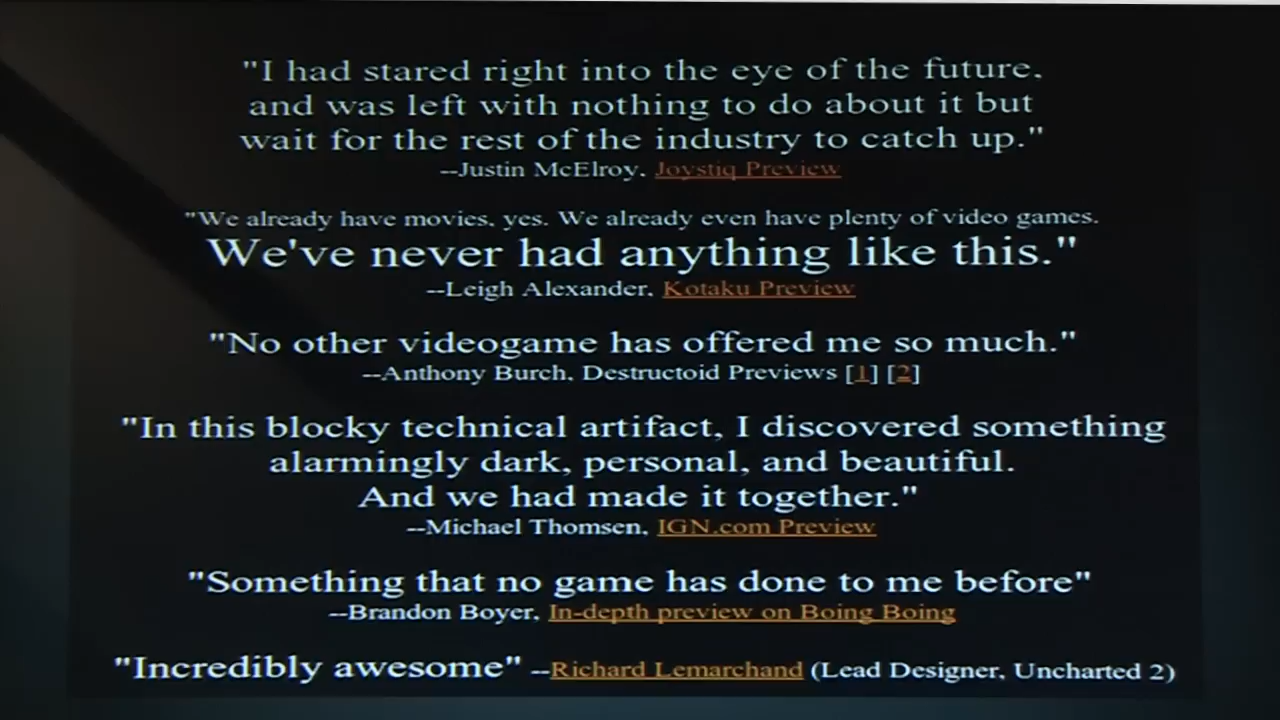 "I had stared right into the eye of the future,
and was left with nothing to do about it but
wait for the rest of the industry to catch up."
--Justin McElroy, Joystiq Preview
"We already have movies, yes. We already even have plenty of video games.
We've never had anything like this."
--Leigh Alexander, Kotaku Preview
"No other videogame has offered me so much."
--Anthony Burch, Destructoid Previews [1] [2]
"In this blocky technical artifact, I discovered something
alarmingly dark, personal, and beautiful.
And we had made it together."
--Michael Thomsen, IGN.com Preview
"Something that no game has done to me before"
--Brandon Boyer, In-depth preview on Boing Boing
"Incredibly awesome" --Richard Lemarchand (Lead Designer, Uncharted 2)